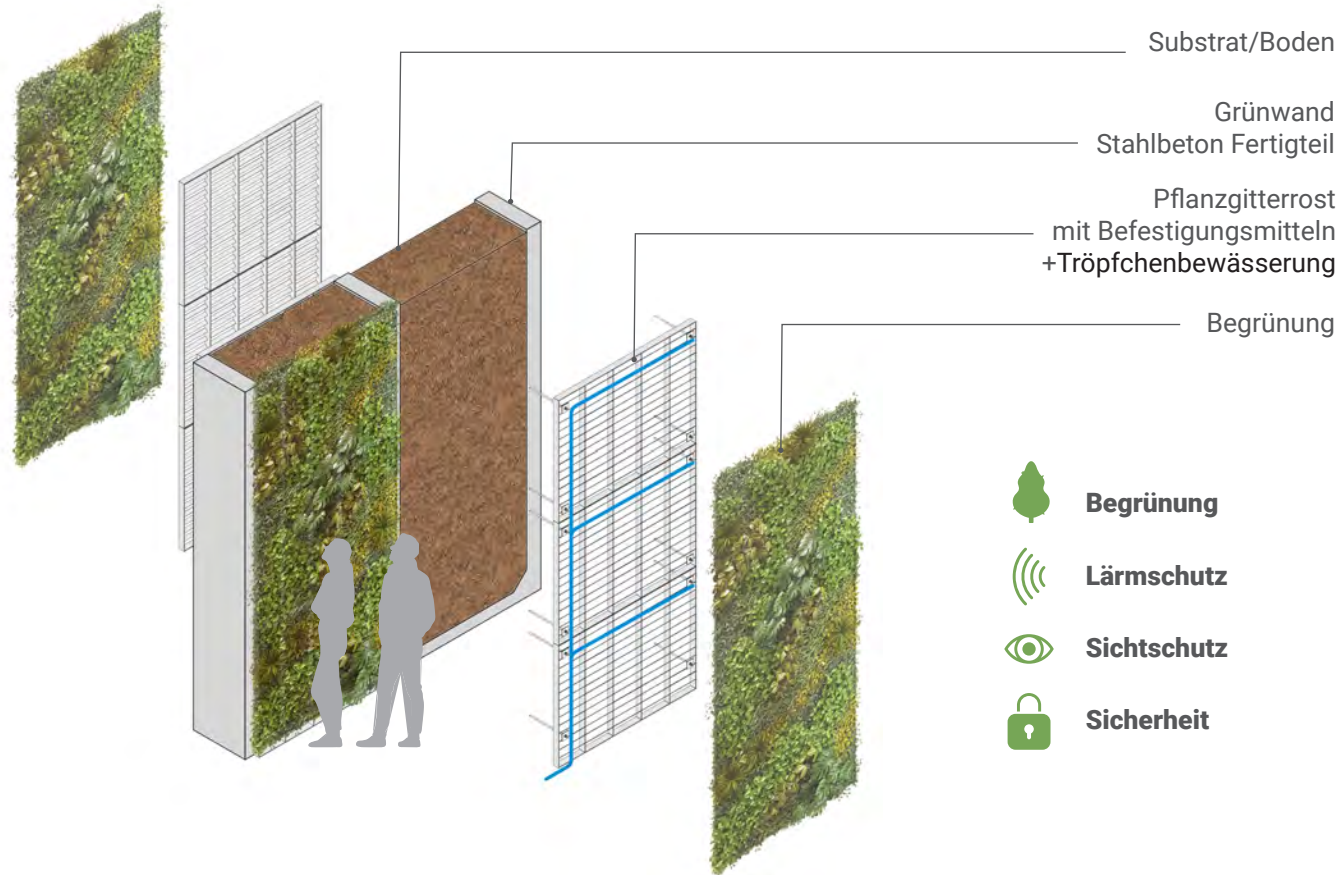 Substrat/Boden
Grünwand
Stahlbeton Fertigteil
Pflanzgitterrost
mit Befestigungsmitteln
+Tröpfchenbewässerung
Begrünung
Begrünung
Lärmschutz
Sichtschutz
Sicherheit